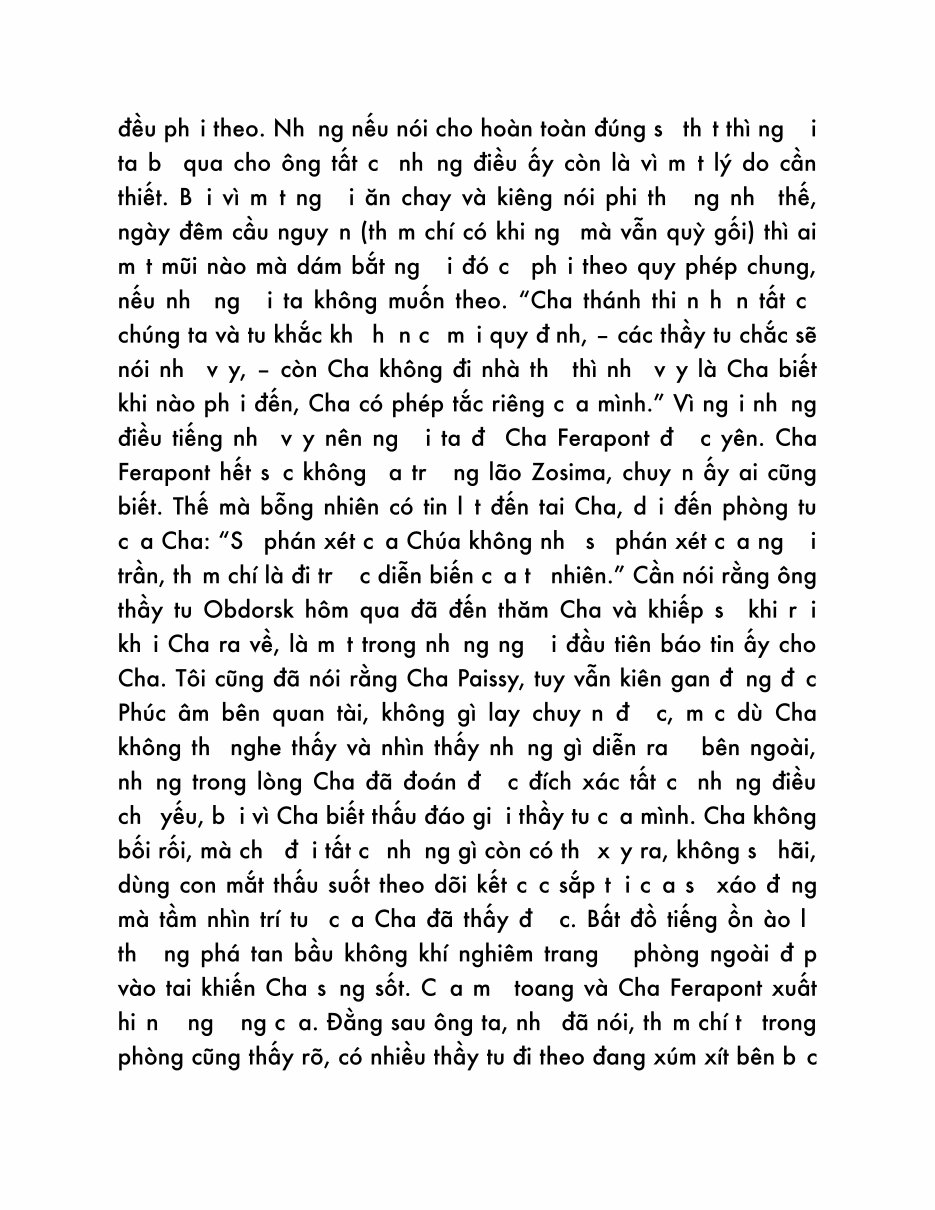 đều ph i theo. Nh ng nếu nói cho hoàn toàn đúng s th t thì ng i
ta b qua cho ông tất c nh ng điều ấy còn là vì m t lý do cần
thiết. B i vì m t ng i ăn chay và kiêng nói phi th ng nh thế,
ngày đêm cầu nguy n (th m chí có khi ng mà vẫn quỳ gối) thì ai
m t mũi nào mà dám bắt ng i đó c ph i theo quy phép chung,
nếu nh ng i ta không muốn theo. “Cha thánh thi n h n tất c
chúng ta và tu khắc kh h n c m i quy đ nh, – các thầy tu chắc sẽ
nói nh v y, – còn Cha không đi nhà th thì nh v y là Cha biết
khi nào ph i đến, Cha có phép tắc riêng c a mình.” Vì ng i nh ng
điều tiếng nh v y nên ng i ta đ Cha Ferapont đ c yên. Cha
Ferapont hết s c không a tr ng lão Zosima, chuy n ấy ai cũng
biết. Thế mà bỗng nhiên có tin l t đến tai Cha, d i đến phòng tu
c a Cha: “S phán xét c a Chúa không nh s phán xét c a ng i
trần, th m chí là đi tr c diễn biến c a t nhiên.” Cần nói rằng ông
thầy tu Obdorsk hôm qua đã đến thăm Cha và khiếp s khi r i
kh i Cha ra về, là m t trong nh ng ng i đầu tiên báo tin ấy cho
Cha. Tôi cũng đã nói rằng Cha Paissy, tuy vẫn kiên gan đ ng đ c
Phúc âm bên quan tài, không gì lay chuy n đ c, m c dù Cha
không th nghe thấy và nhìn thấy nh ng gì diễn ra bên ngoài,
nh ng trong lòng Cha đã đoán đ c đích xác tất c nh ng điều
ch yếu, b i vì Cha biết thấu đáo gi i thầy tu c a mình. Cha không
bối rối, mà ch đ i tất c nh ng gì còn có th x y ra, không s hãi,
dùng con mắt thấu suốt theo dõi kết c c sắp t i c a s xáo đ ng
mà tầm nhìn trí tu c a Cha đã thấy đ c. Bất đồ tiếng ồn ào l
th ng phá tan bầu không khí nghiêm trang phòng ngoài đ p
vào tai khiến Cha s ng sốt. C a m toang và Cha Ferapont xuất
hi n ng ng c a. Đằng sau ông ta, nh đã nói, th m chí t trong
phòng cũng thấy rõ, có nhiều thầy tu đi theo đang xúm xít bên b c